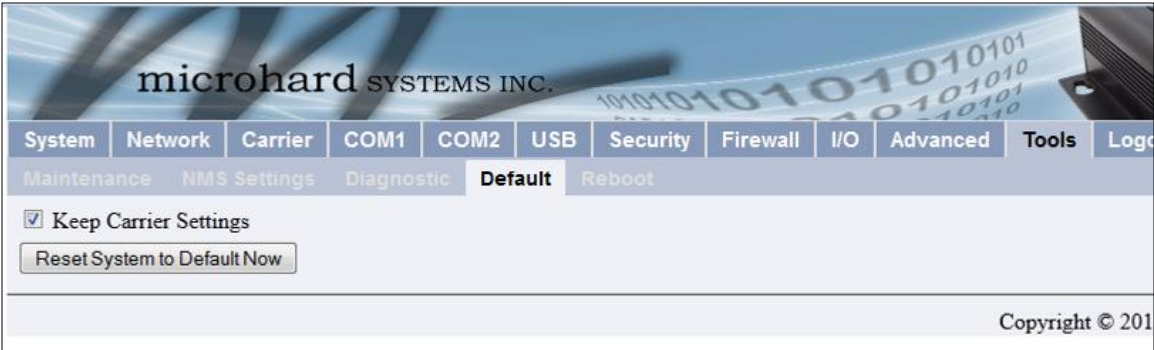 microhard SYSTEMS INC.
System Network Carrier COM1 COM2 USB Security Firewall I/O Advanced Tools Logo
Maintenance NMS Settings Diagnostic Default Reboot
Keep Carrier Settings
Reset System to Default Now
Copyright © 201